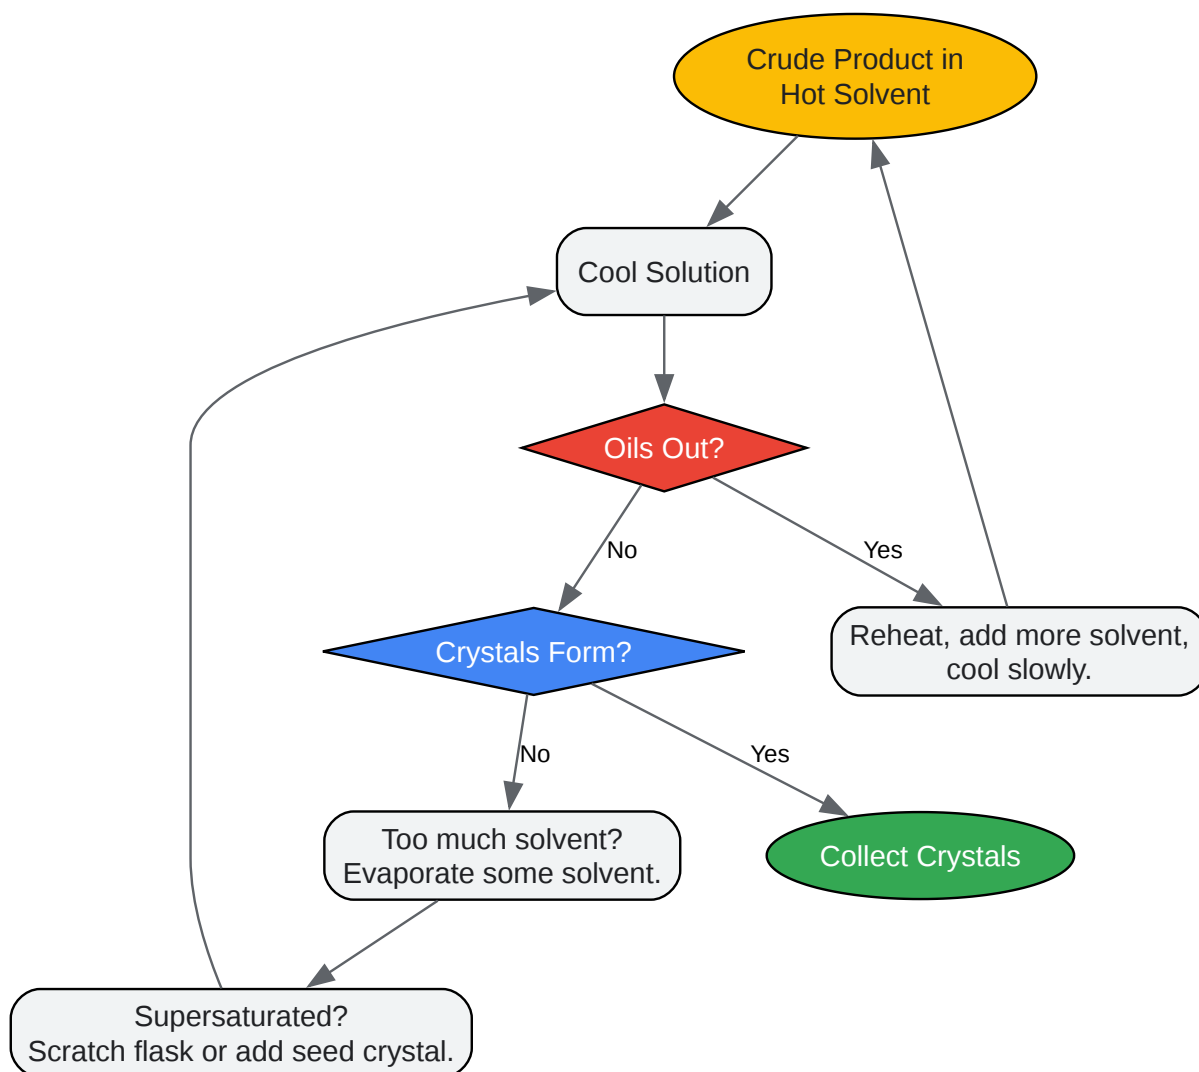 Crude Product in
Hot Solvent
Cool Solution
Oils Out?
No
Yes
Crystals Form?
Reheat, add more solvent,
cool slowly.
No
Yes
Too much solvent?
Evaporate some solvent.
Collect Crystals
Supersaturated?
Scratch flask or add seed crystal.